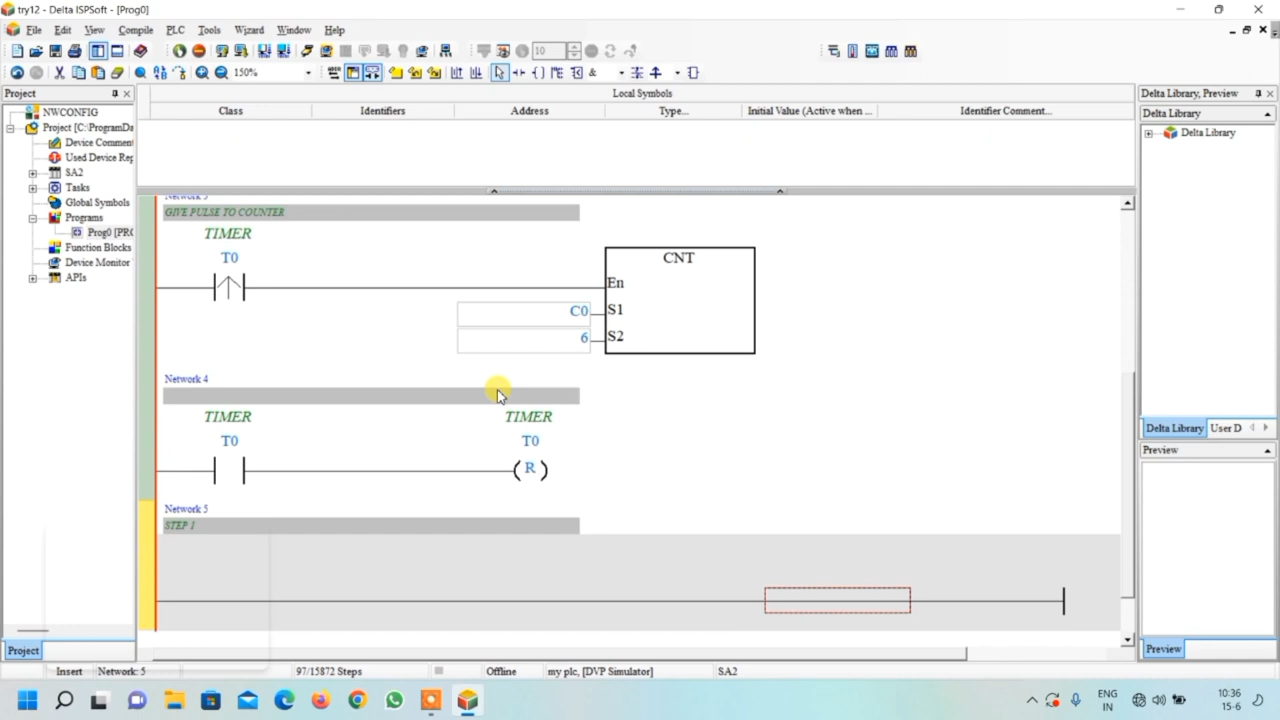 try12 - Delta ISPSoft - [Prog0]
File Edit View Compile PLC Tools Wizard Window Help
10
150%
&
Project
Local Symbols
Delta Library, Preview
Class Identifiers Address Type... Initial Value (Active when ... Identifier Comment...
Delta Library
NWCONFIG
Project [C:\ProgramDa
Device Commen
Used Device Rep
SA2
Tasks
Global Symbols
Programs
Prog0 [PRC
Function Blocks
Device Monitor
APIs
Delta Library
GIVE PULSE TO COUNTER
TIMER
T0
CNT
En
C0 S1
6 S2
Network 4
TIMER TIMER
T0 T0
R
Network 5
STEP 1
Delta Library User D
Preview
Project
Preview
Insert Network: 5 97/15872 Steps Offline my plc, [DVP Simulator] SA2
ENG
IN
10:36
15-6